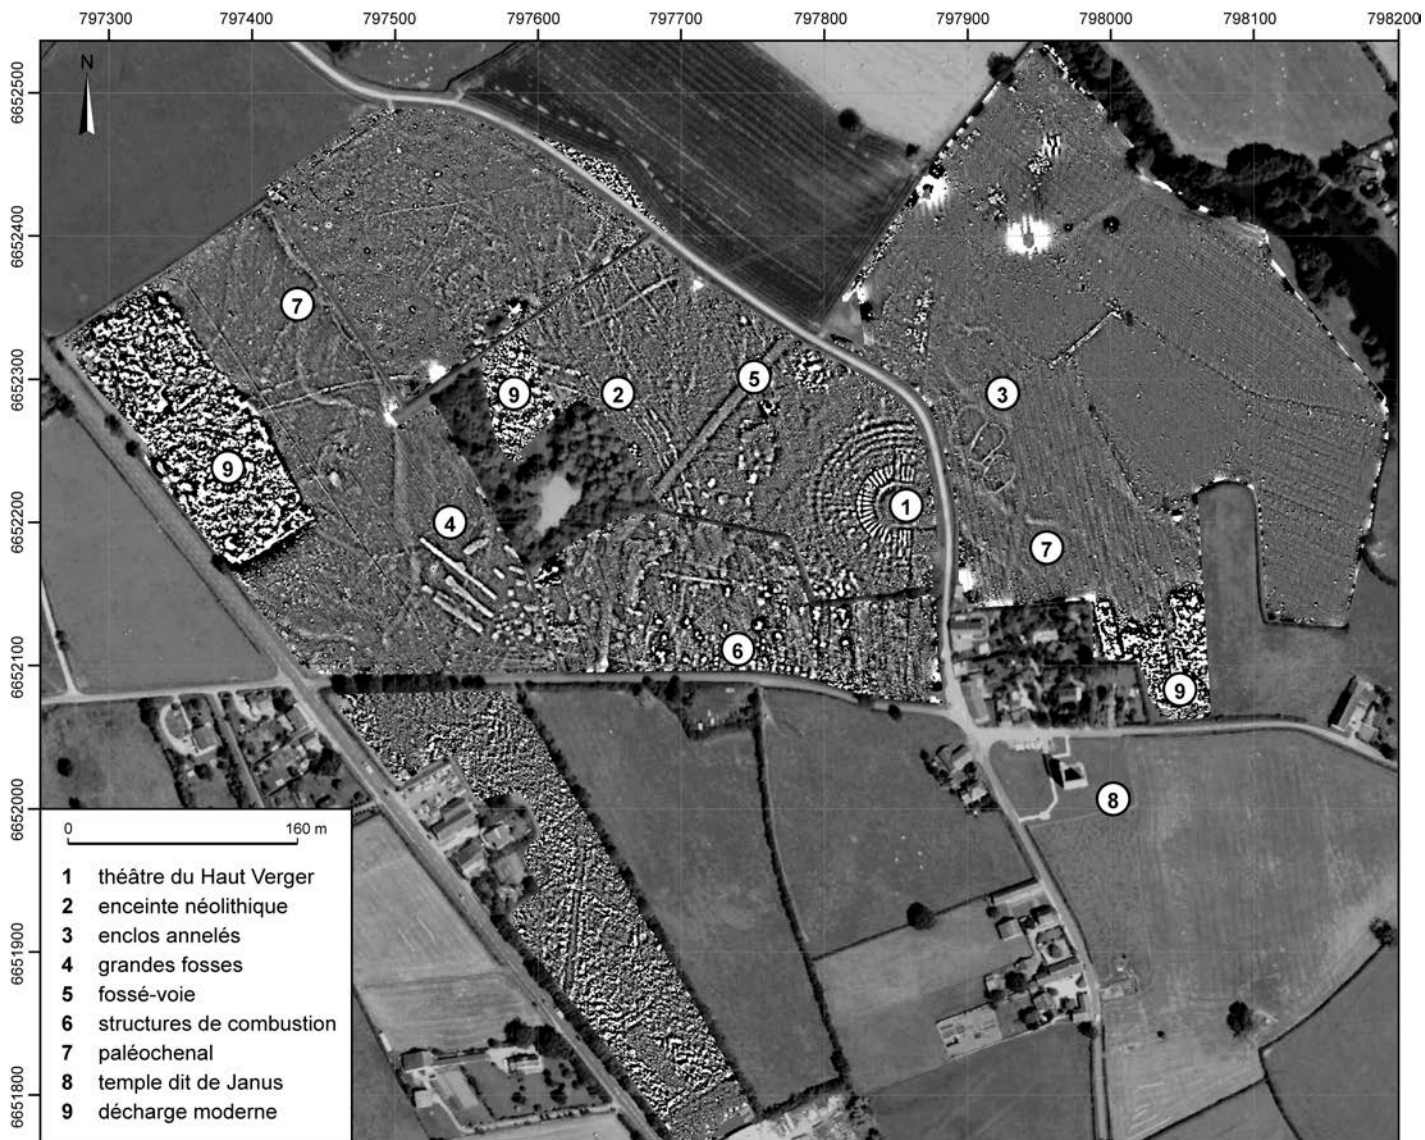 797300 797400 797500 797600 797700 797800 797900 798000 798100 798200
N
6652500
6652400
7
6652300
9
2
5
3
9
1
6652200
4
7
6
6652100
9
8
6652000
0 160 m
1 théâtre du Haut Verger
2 enceinte néolithique
3 enclos annelés
4 grandes fosses
5 fossé-voie
6 structures de combustion
7 paléochenal
8 temple dit de Janus
9 décharge moderne
6651900
6651800